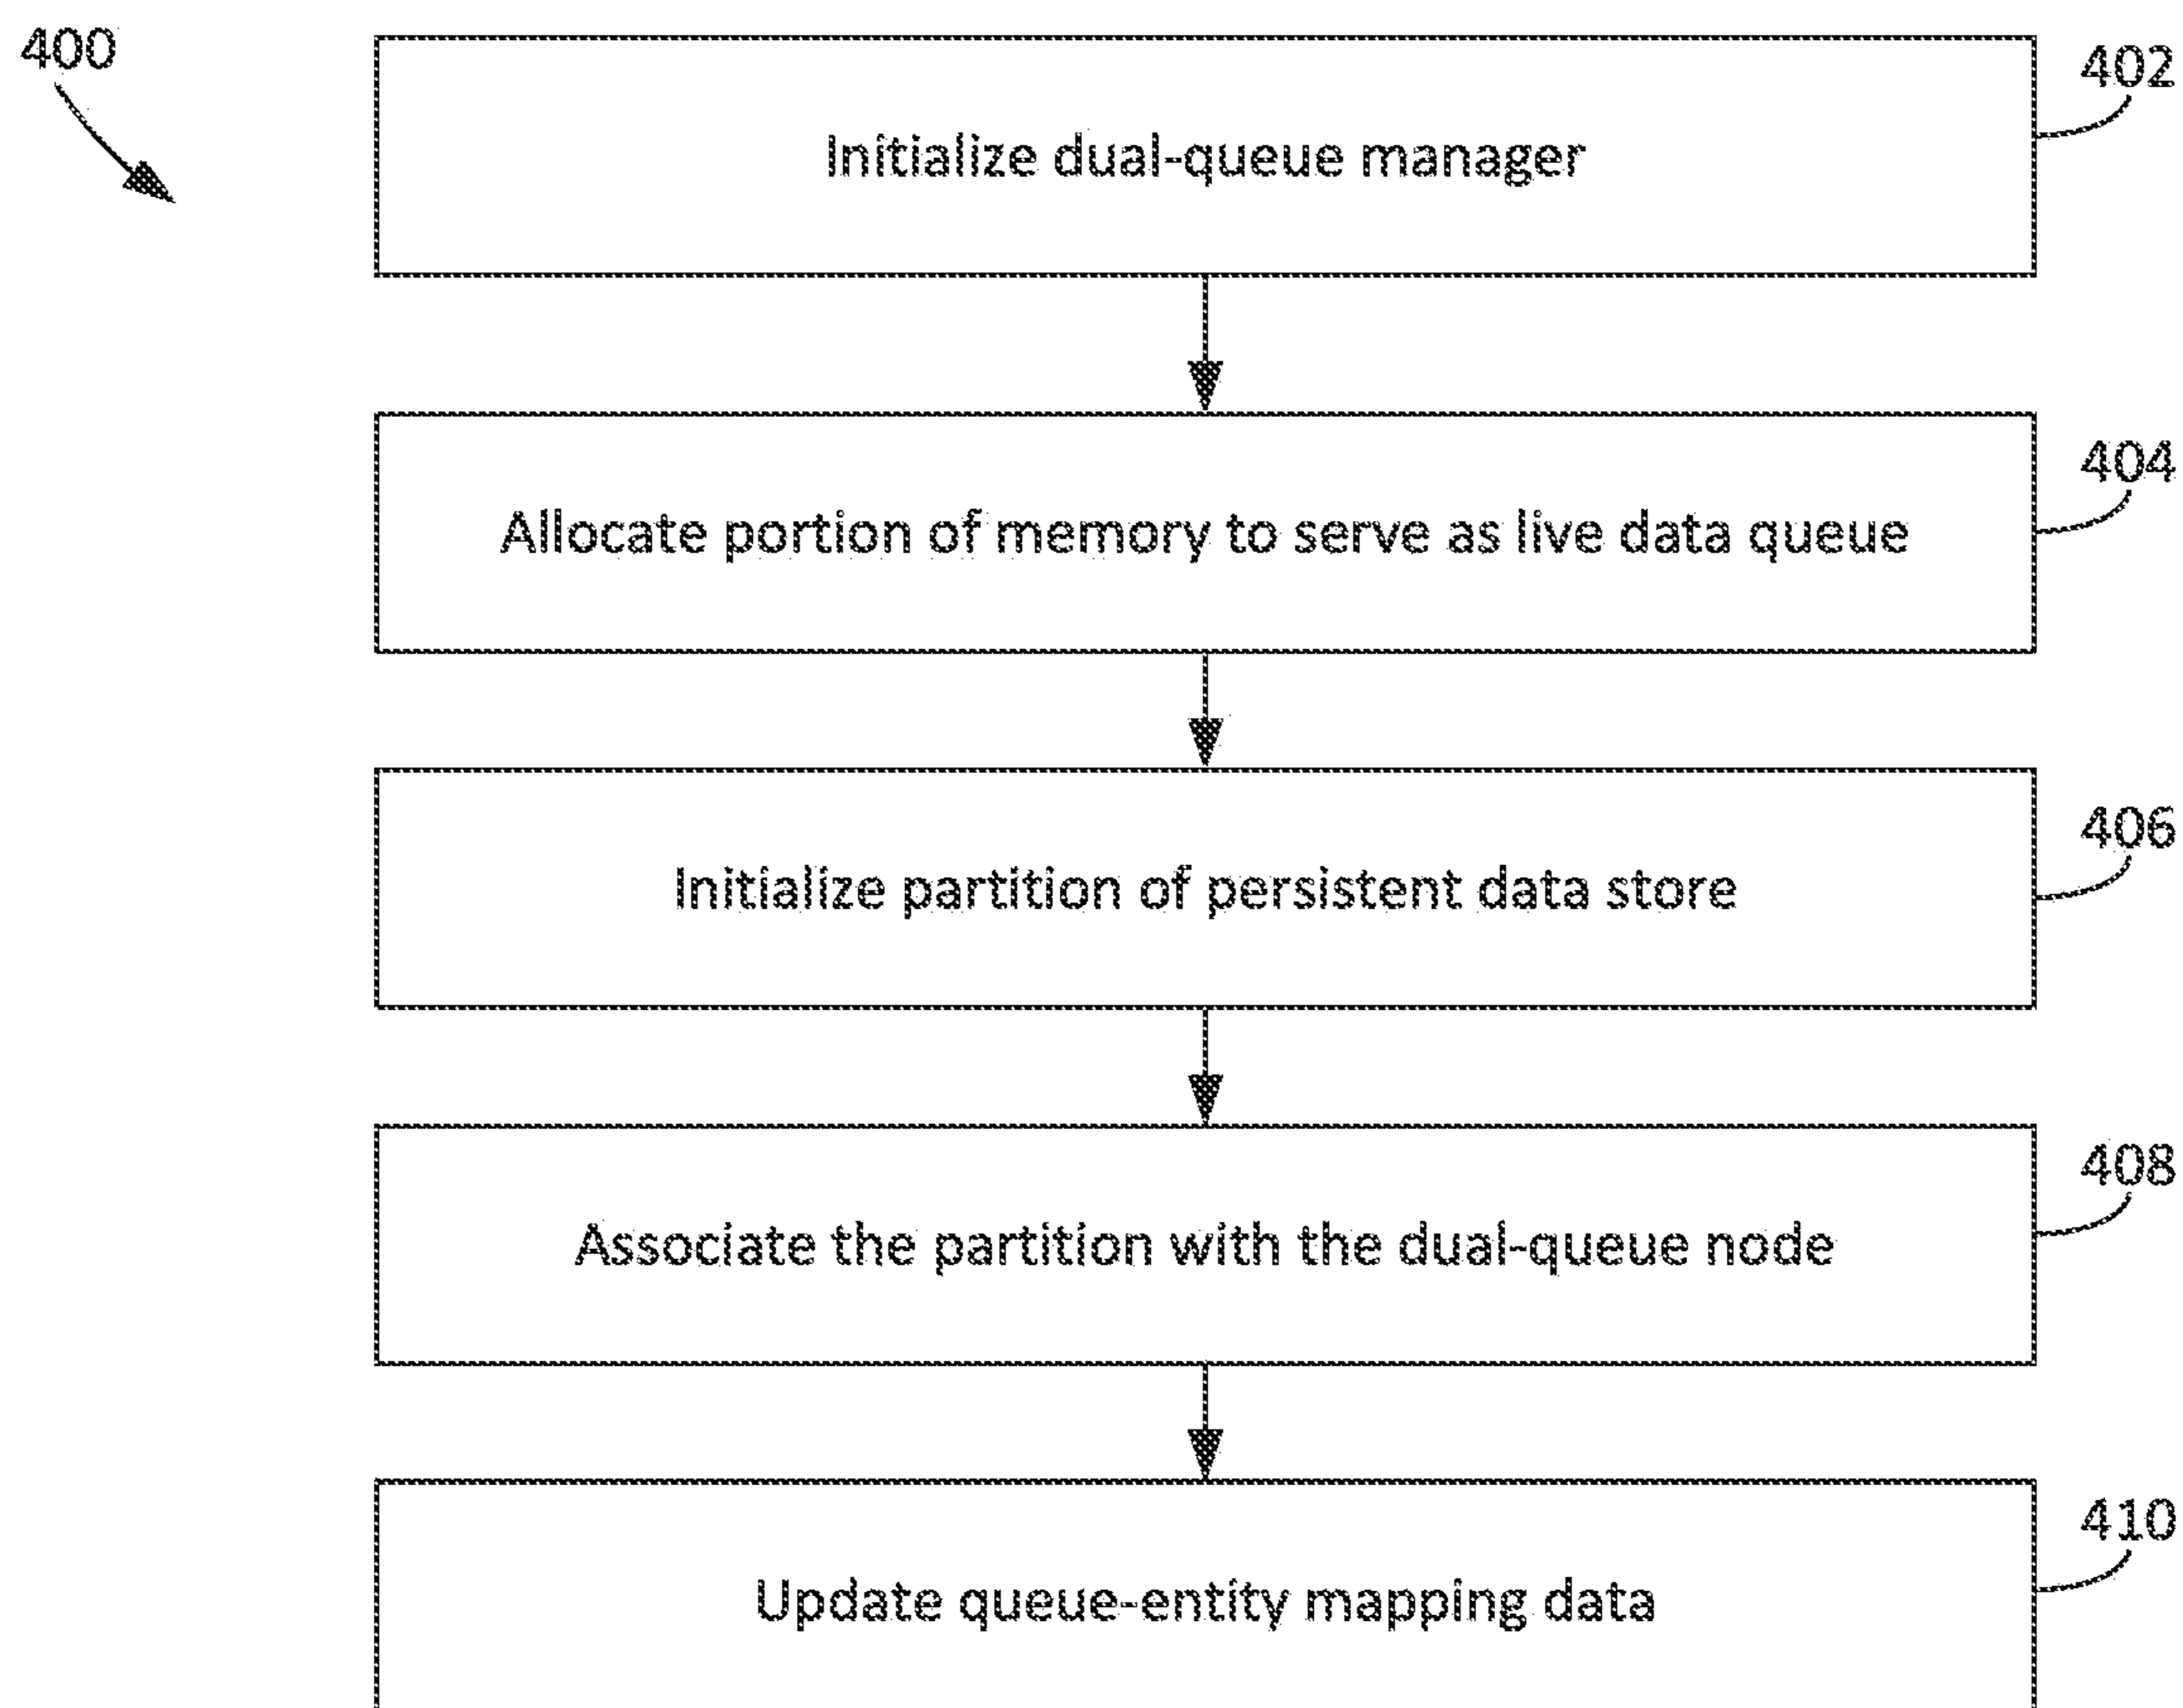 400
402
Initialize dual-queue manager
404
Allocate portion of memory to serve as live data queue
406
Initialize partition of persistent data store
408
Associate the partition with the dual-queue node
410
Update queue-entity mapping data